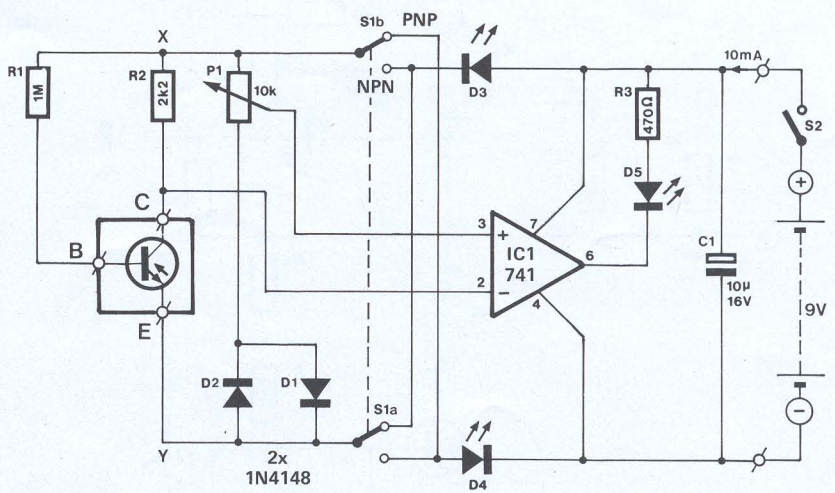 X
S1b
PNP
R1
1M
R2
2k2
P1
10k
NPN
D3
10mA
R3
470Ω
S2
D5
C
3
+
7
IC1
741
6
B
2
−
4
C1
10µ
16V
+
9V
E
D2
D1
S1a
−
Y
2x
1N4148
D4